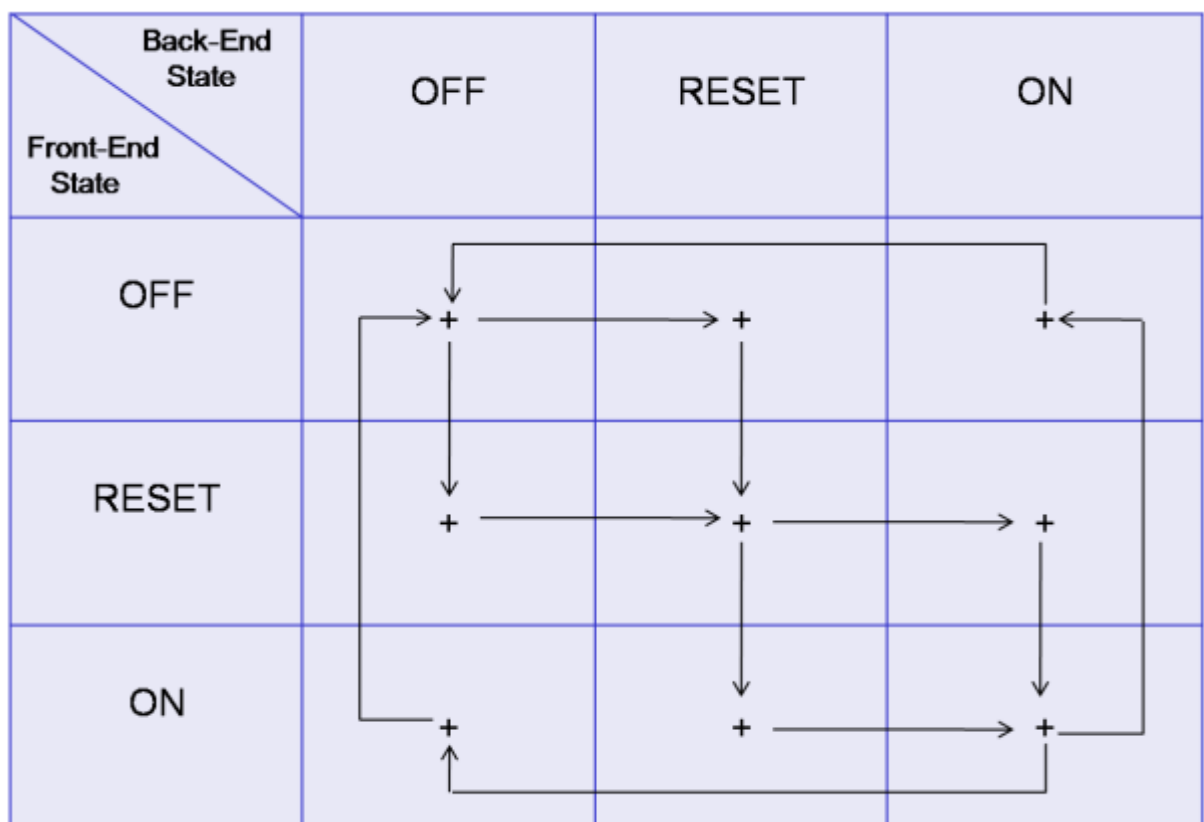 Back-End
State
Front-End
State
OFF
RESET
ON
OFF
RESET
ON